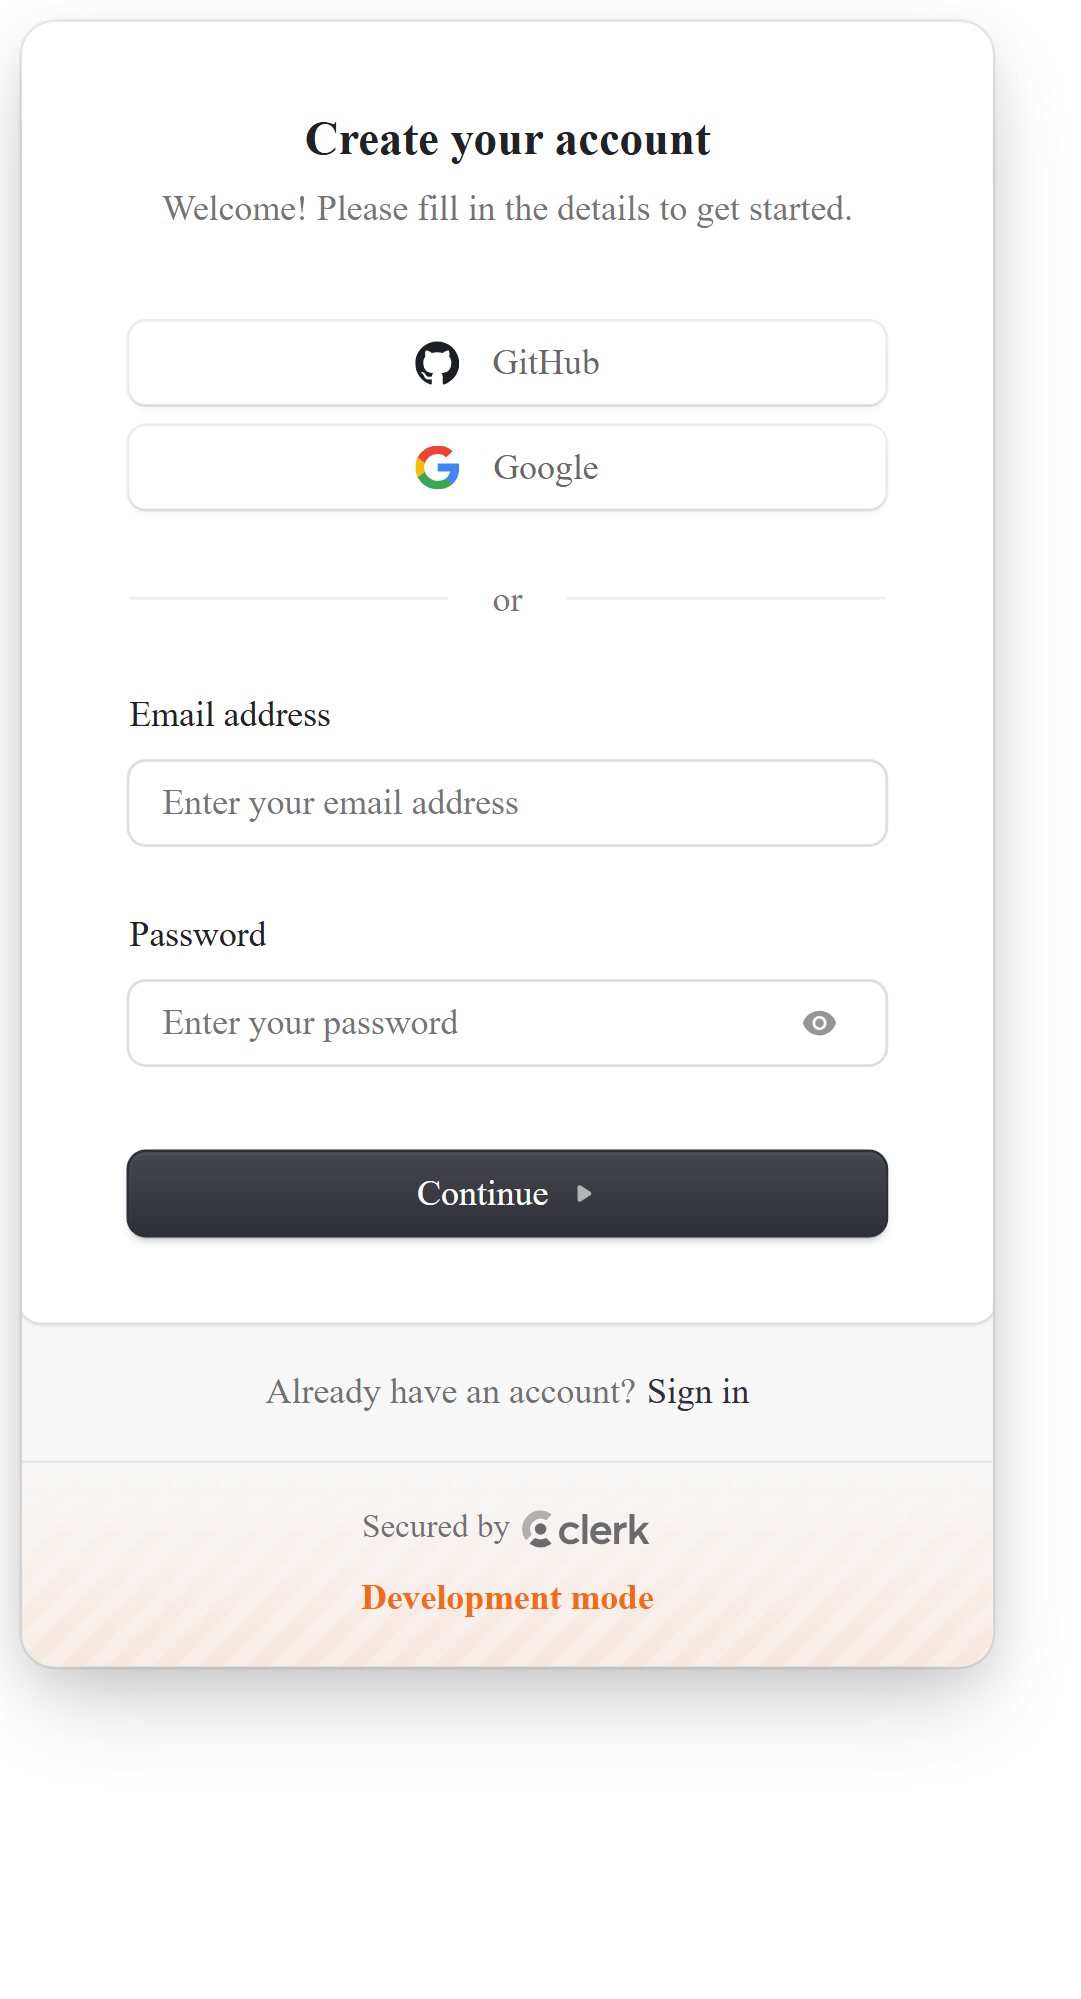 Create your account
Welcome! Please fill in the details to get started.
GitHub
Google
or
Email address
Enter your email address
Password
Enter your password
Continue
Already have an account? Sign in
Secured by clerk
Development mode